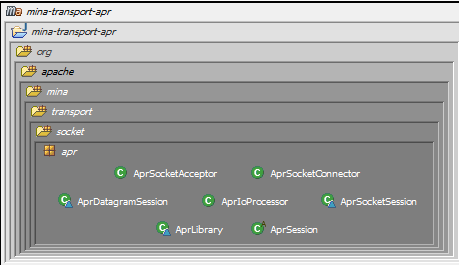 mina-transport-apr
mina-transport-apr
org
apache
mina
transport
socket
apr
AprSocketAcceptor AprSocketConnector
AprDatagramSession AprIoProcessor AprSocketSession
AprLibrary AprSession